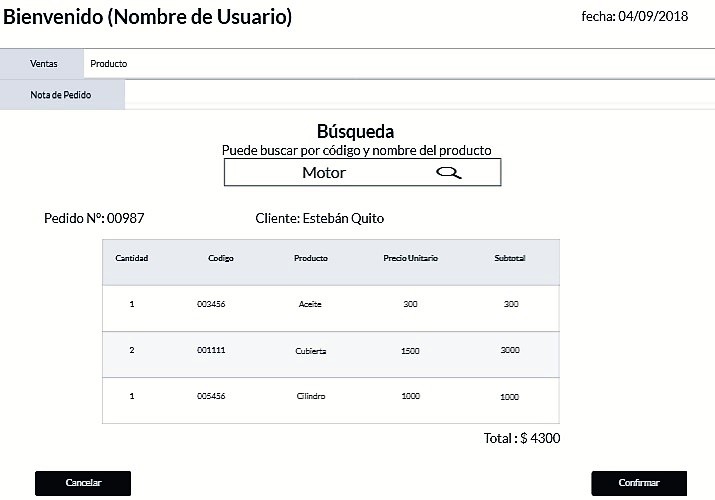 Bienvenido (Nombre de Usuario) fecha: 04/09/2018
Ventas Producto
Nota de Pedido
Búsqueda
Puede buscar por código y nombre del producto
Motor
Pedido Nº: 00987 Cliente: Estebán Quito
Cantidad Codigo Producto Precio Unitario Subtotal
1 003456 Aceite 300 300
2 001111 Cubierta 1500 3000
1 005456 Cilindro 1000 1000
Total : $ 4300
Cancelar Confirmar